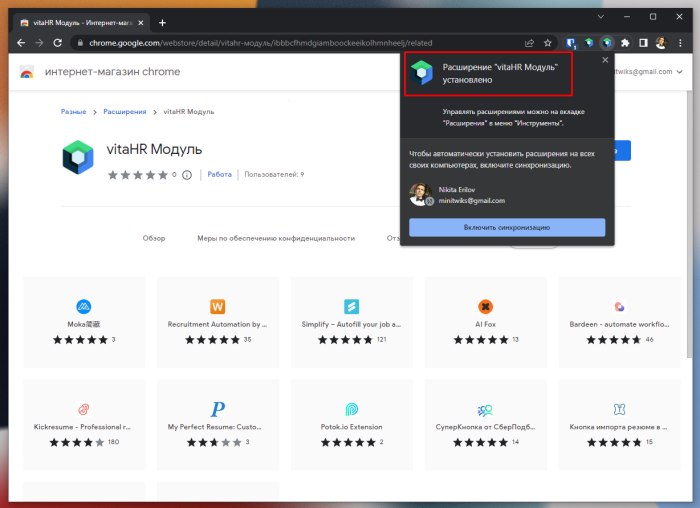 vitaHR Модуль - Интернет-мага
chrome.google.com/webstore/detail/vitahr-модуль/ibbbcfhmdgiamboockeeikolhmnheelj/related
интернет-магазин chrome
itwiks@gmail.com
Расширение "vitaHR Модуль"
установлено
Управлять расширениями можно на вкладке
"Расширения" в меню "Инструменты".
Чтобы автоматически установить расширения на всех
своих компьютерах, включите синхронизацию.
Nikita Erilov
minitwiks@gmail.com
Включить синхронизацию
Разные
Расширения
vitaHR Модуль
vitaHR Модуль
0
Работа
Пользователей: 9
Обзор
Меры по обеспечению конфиденциальности
Отз
Moka简藏
3
Recruitment Automation by ...
35
Simplify – Autofill your job a...
121
AI Fox
13
Bardeen - automate workflo...
46
Kickresume - Professional r...
180
My Perfect Resume: Custo...
3
Potok.io Extension
2
СуперКнопка от СберПодб...
14
Кнопка импорта резюме в ...
15